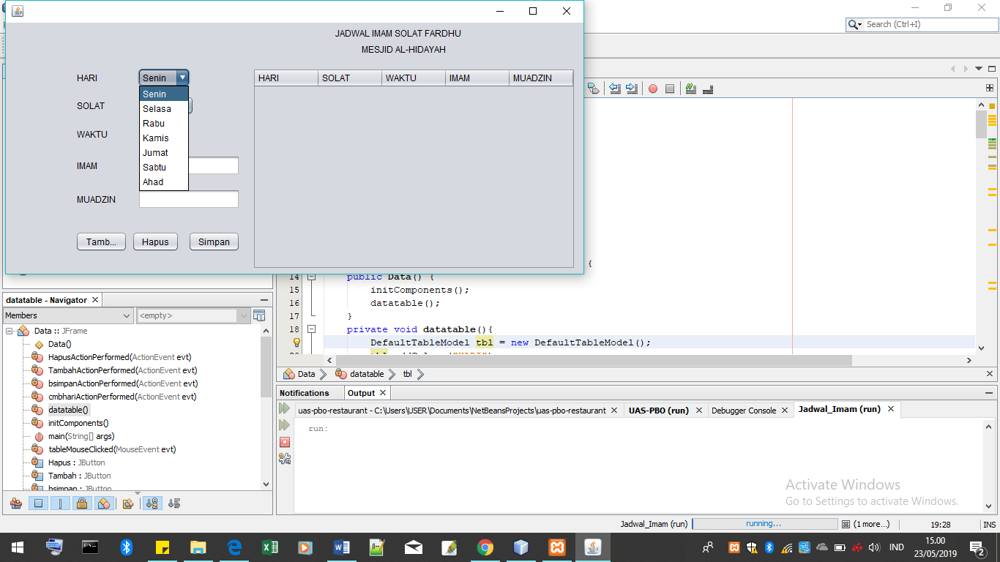 JADWAL IMAM SOLAT FARDHU
MESJID AL-HIDAYAH
Search (Ctrl+I)
HARI
Senin
Senin
Selasa
Rabu
Kamis
Jumat
Sabtu
Ahad
SOLAT
WAKTU
IMAM
MUADZIN
HARI SOLAT WAKTU IMAM MUADZIN
Tamb... Hapus Simpan
{
14 public Data() {
15 initComponents();
16 datatable();
17 }
18 private void datatable(){
DefaultTableModel tbl = new DefaultTableModel();
Data datatable tbl
datatable - Navigator
Members <empty>
Data :: JFrame
Data()
HapusActionPerformed(ActionEvent evt)
TambahActionPerformed(ActionEvent evt)
bsimpanActionPerformed(ActionEvent evt)
cmbhariActionPerformed(ActionEvent evt)
datatable()
initComponents()
main(String[] args)
tableMouseClicked(MouseEvent evt)
Hapus : JButton
Tambah : JButton
bsimpan : JButton
Notifications Output
uas-pbo-restaurant - C:\Users\USER\Documents\NetBeansProjects\uas-pbo-restaurant UAS-PBO (run) Debugger Console Jadwal_Imam (run)
run:
Activate Windows
Go to Settings to activate Windows.
Jadwal_Imam (run) running... (1 more...) 19:28 INS
IND 15.00
23/05/2019
2